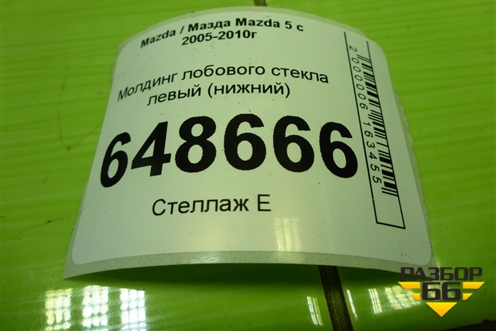 Mazda / Мазда Mazda 5 с
2005-2010г
Молдинг лобового стекла
левый (нижний)
648666
Стеллаж Е
2000006163455
РАЗБОР
66